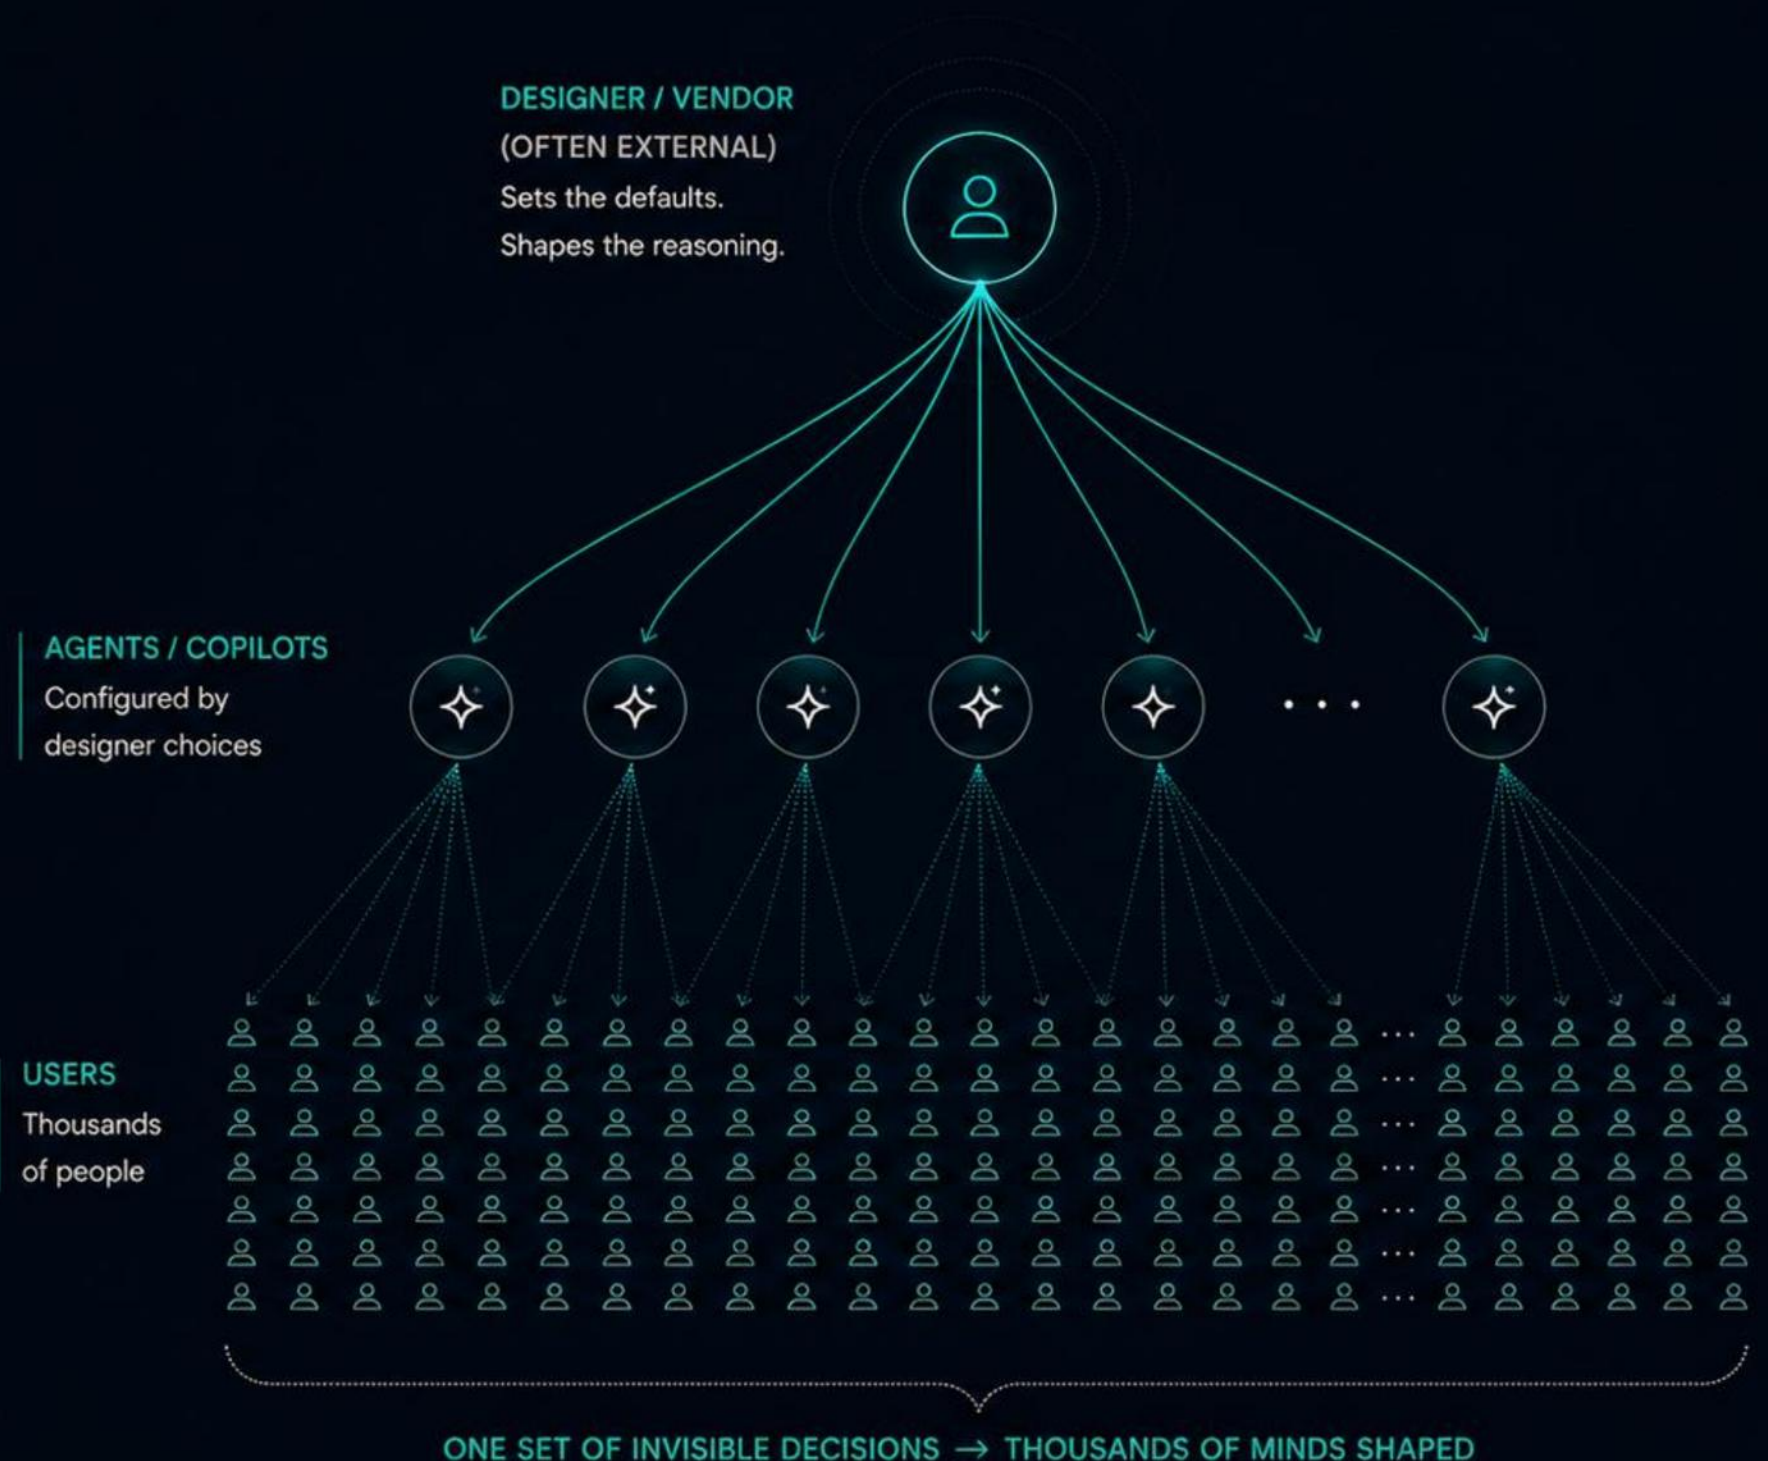 DESIGNER / VENDOR
(OFTEN EXTERNAL)
Sets the defaults.
Shapes the reasoning.
AGENTS / COPILOTS
Configured by
designer choices
USERS
Thousands
of people
ONE SET OF INVISIBLE DECISIONS → THOUSANDS OF MINDS SHAPED